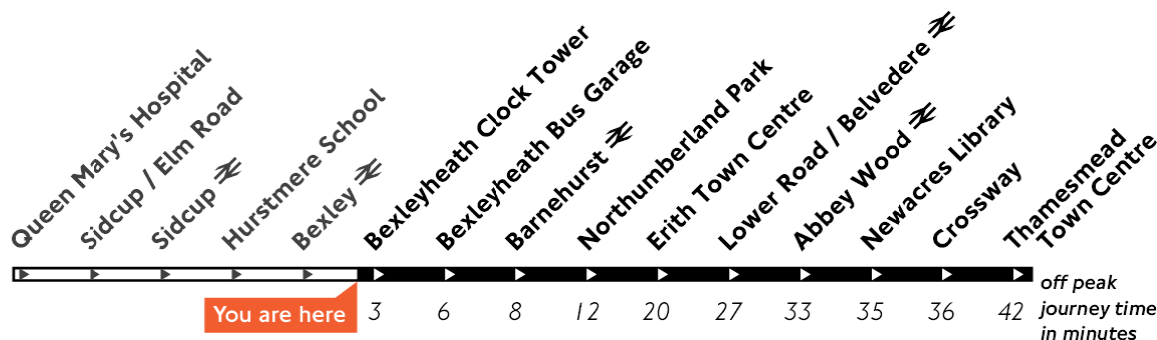 Queen Mary's Hospital
Sidcup / Elm Road
Sidcup
Hurstmere School
Bexley
Bexleyheath Clock Tower
Bexleyheath Bus Garage
Barnehurst
Northumberland Park
Erith Town Centre
Lower Road / Belvedere
Abbey Wood
Newacres Library
Crossway
Thamesmead
Town Centre
You are here
3 6 8 12 20 27 33 35 36 42
off peak
journey time
in minutes